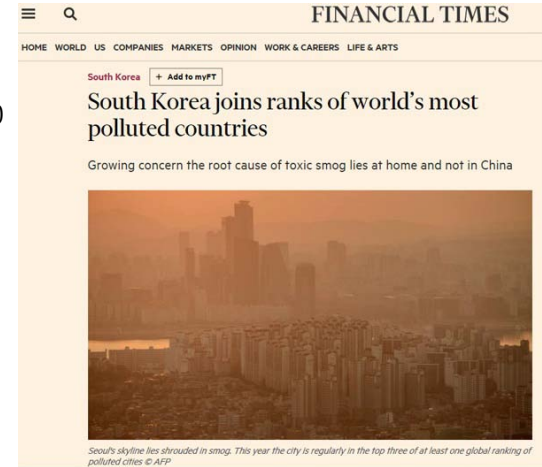 FINANCIAL TIMES
HOME WORLD US COMPANIES MARKETS OPINION WORK & CAREERS LIFE & ARTS
South Korea + Add to myFT
South Korea joins ranks of world's most
polluted countries
Growing concern the root cause of toxic smog lies at home and not in China
Seoul's skyline lies shrouded in smog. This year the city is regularly in the top three of at least one global ranking of
polluted cities © AFP
)